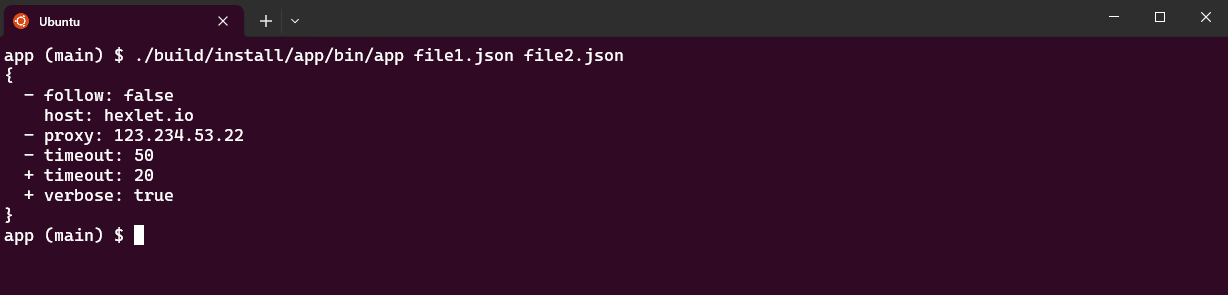 Ubuntu
app (main) $ ./build/install/app/bin/app file1.json file2.json
{
  - follow: false
    host: hexlet.io
  - proxy: 123.234.53.22
  - timeout: 50
  + timeout: 20
  + verbose: true
}
app (main) $